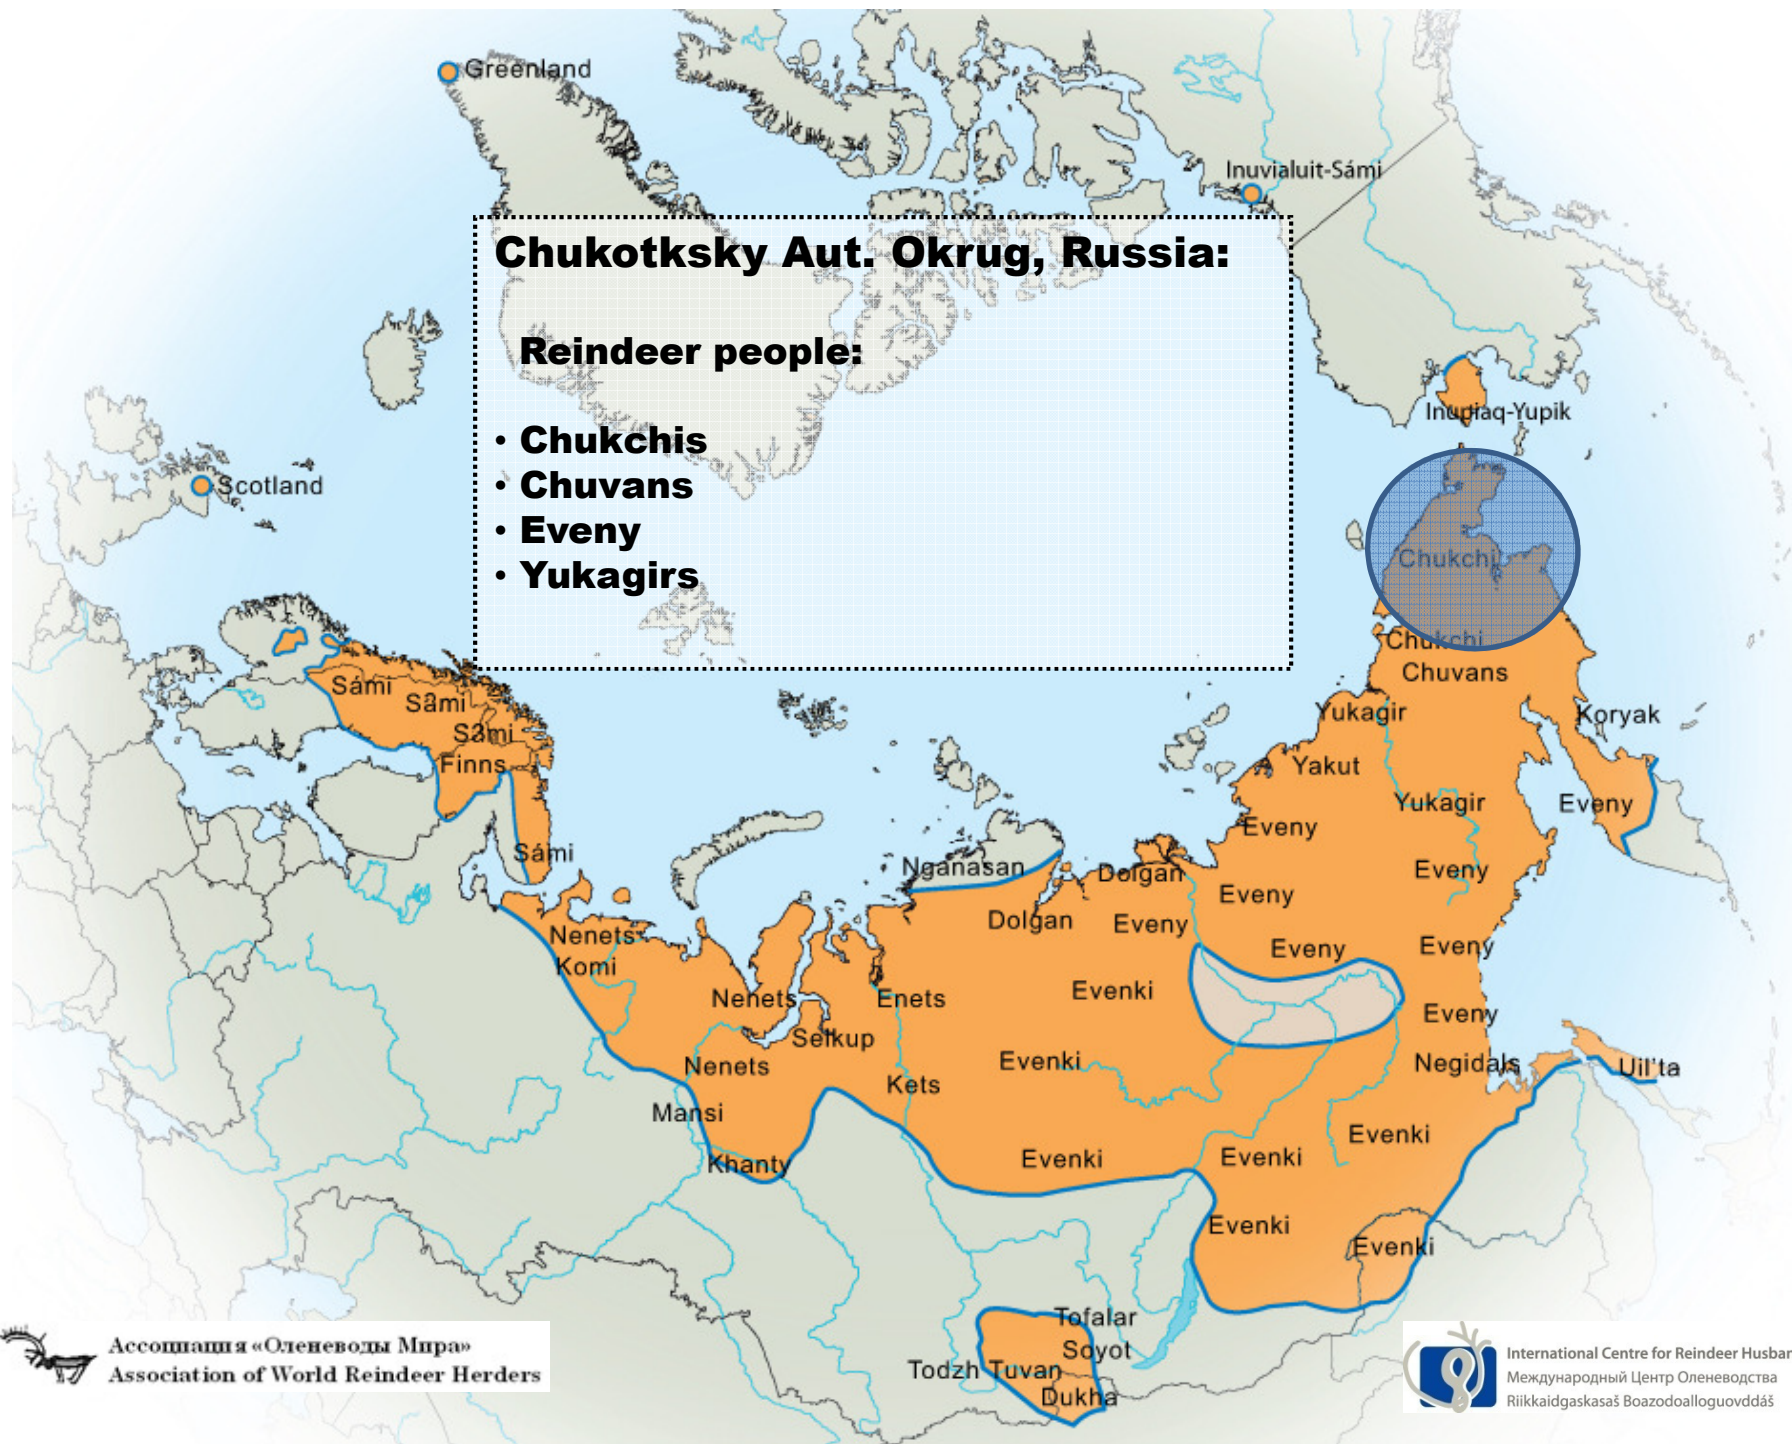 Greenland
Inuvialuit-Sámi
Chukotksky Aut. Okrug, Russia:
Reindeer people:
• Chukchis
• Chuvans
• Eveny
• Yukagirs
Inupiaq-Yupik
Scotland
Chukchi
Chukchi
Chuvans
Sámi
Sâmi
S3mi
Finns
Sámi
Yukagir
Koryak
Yakut
Yukagir
Eveny
Eveny
Nganasan
Dolgan
Eveny
Eveny
Dolgan
Eveny
Nenets
Komi
Eveny
Eveny
Nenets
Enets
Evenki
Eveny
Selkup
Nenets
Evenki
Negidals
Uil'ta
Kets
Mansi
Evenki
Khanty
Evenki
Evenki
Evenki
Evenki
Tofalar
Soyot
Todzh Tuvan
Dukha
Ассоциация «Оленеводы Мира»
Association of World Reindeer Herders
International Centre for Reindeer Husban
Международный Центр Оленеводства
Riikkaidgaskasaš Boazodoalloguovddáš